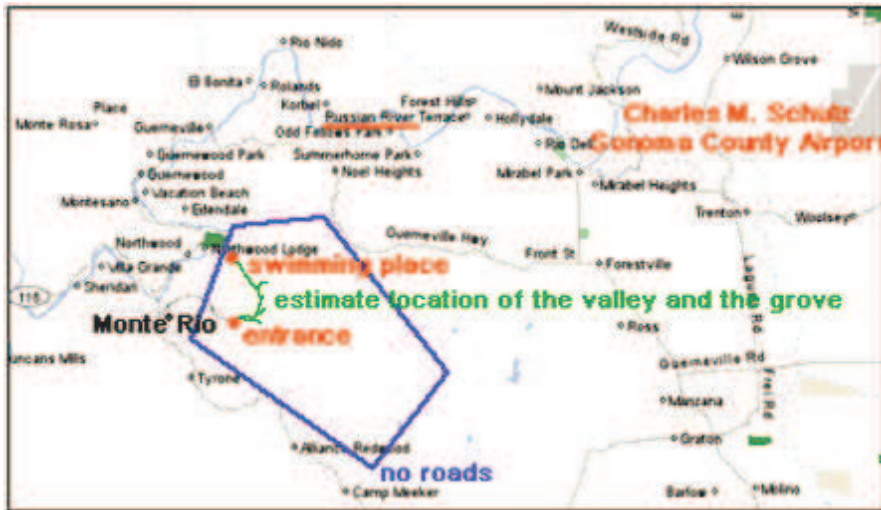 Rio Nido
Westside Rd
Wilson Grove
El Bonita
Rolands
Mount Jackson
Place
Korbel
Forest Hills
Monte Rosa
Guerneville
Russian River Terrace
Hollydale
Charles M. Schulz
Odd Fellows Park
Sonoma County Airport
Guernewood Park
Summerhome Park
Rio Dell
Guernewood
Noel Heights
Mirabel Park
Vacation Beach
Mirabel Heights
Montesano
Edendale
Trenton
Woolsey
Guerneville Hwy
Northwood
Northwood Lodge
Front St
Villa Grande
swimming place
Forestville
Sheridan
116
estimate location of the valley and the grove
Monte Rio
entrance
Ross
Duncans Mills
Guerneville Rd
Tyrone
Manzana
Alliance Redwood
Graton
no roads
Camp Meeker
Barlow
Molino